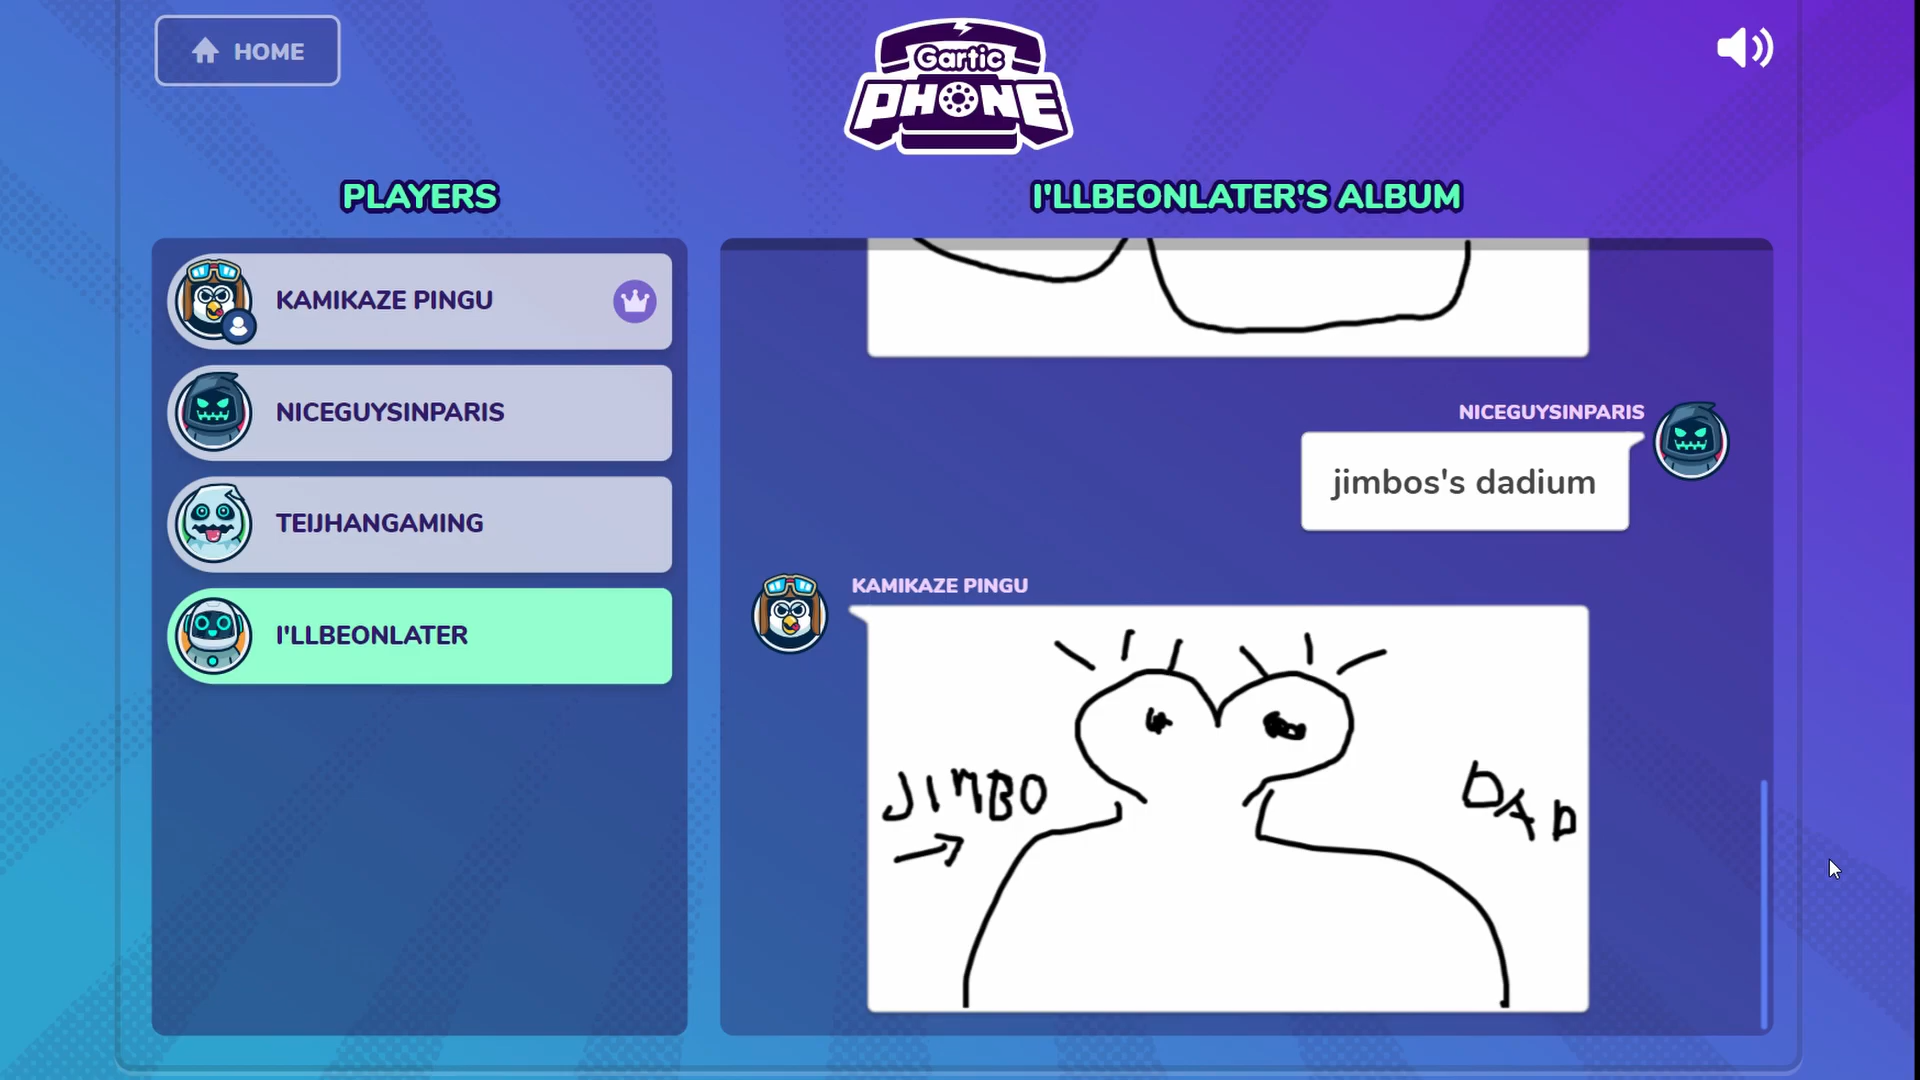 HOME
Gartic
PHONE
PLAYERS
I'LLBEONLATER'S ALBUM
KAMIKAZE PINGU
NICEGUYSINPARIS
TEIJHANGAMING
I'LLBEONLATER
NICEGUYSINPARIS
jimbos's dadium
KAMIKAZE PINGU
JIMBO
DAD